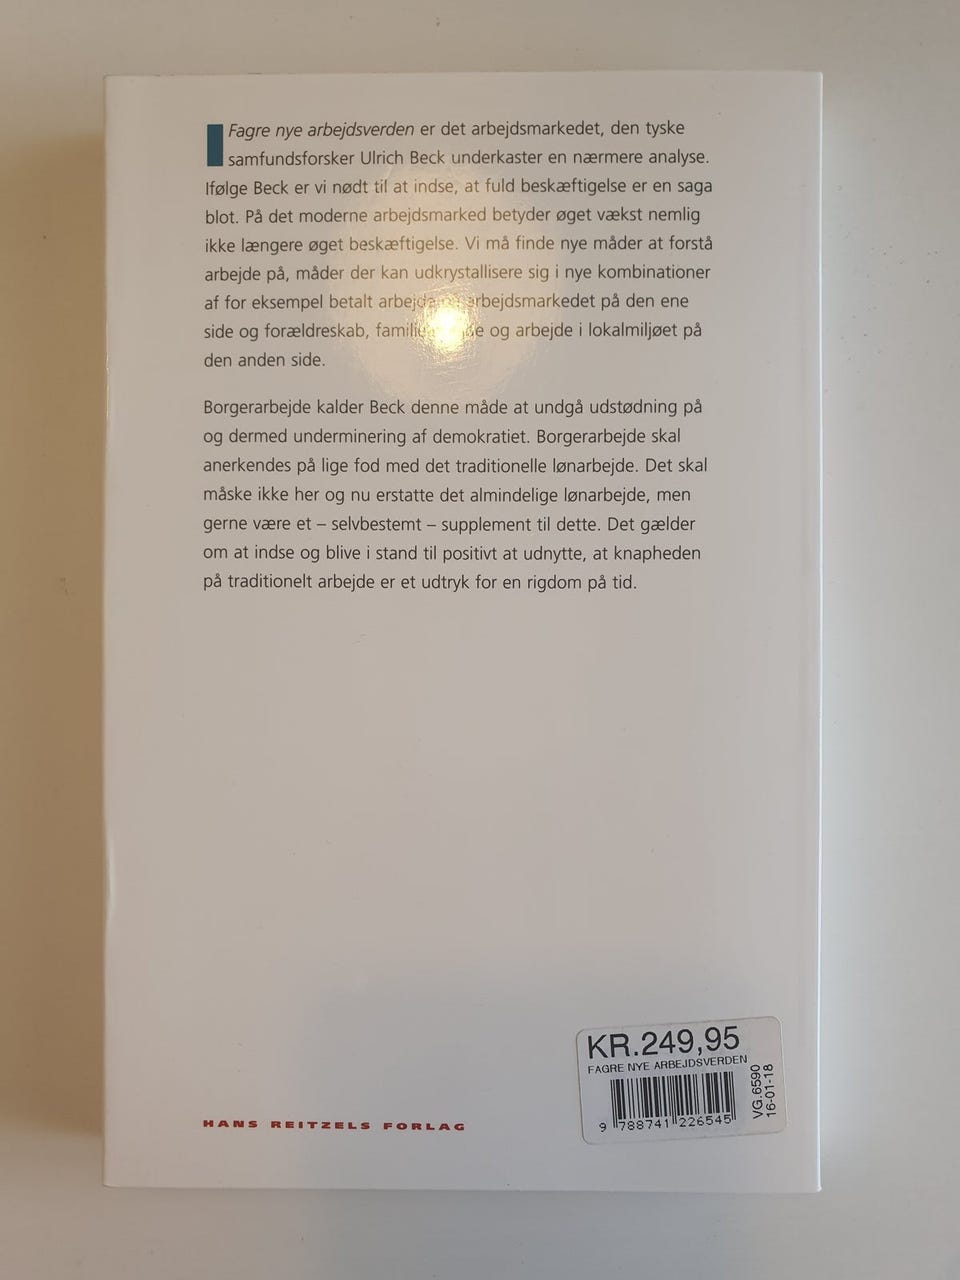 I Fagre nye arbejdsverden er det arbejdsmarkedet, den tyske
samfundsforsker Ulrich Beck underkaster en nærmere analyse.
Ifølge Beck er vi nødt til at indse, at fuld beskæftigelse er en saga
blot. På det moderne arbejdsmarked betyder øget vækst nemlig
ikke længere øget beskæftigelse. Vi må finde nye måder at forstå
arbejde på, måder der kan udkrystallisere sig i nye kombinationer
af for eksempel betalt arbejde på arbejdsmarkedet på den ene
side og forældreskab, og arbejde i lokalmiljøet på
den anden side.
Borgerarbejde kalder Beck denne måde at undgå udstødning på
og dermed underminering af demokratiet. Borgerarbejde skal
anerkendes på lige fod med det traditionelle lønarbejde. Det skal
måske ikke her og nu erstatte det almindelige lønarbejde, men
gerne være et – selvbestemt – supplement til dette. Det gælder
om at indse og blive i stand til positivt at udnytte, at knapheden
på traditionelt arbejde er et udtryk for en rigdom på tid.
HANS REITZELS FORLAG
KR.249,95
FAGRE NYE ARBEJDSVERDEN
9 788741 226545
VG.6590
16-01-18